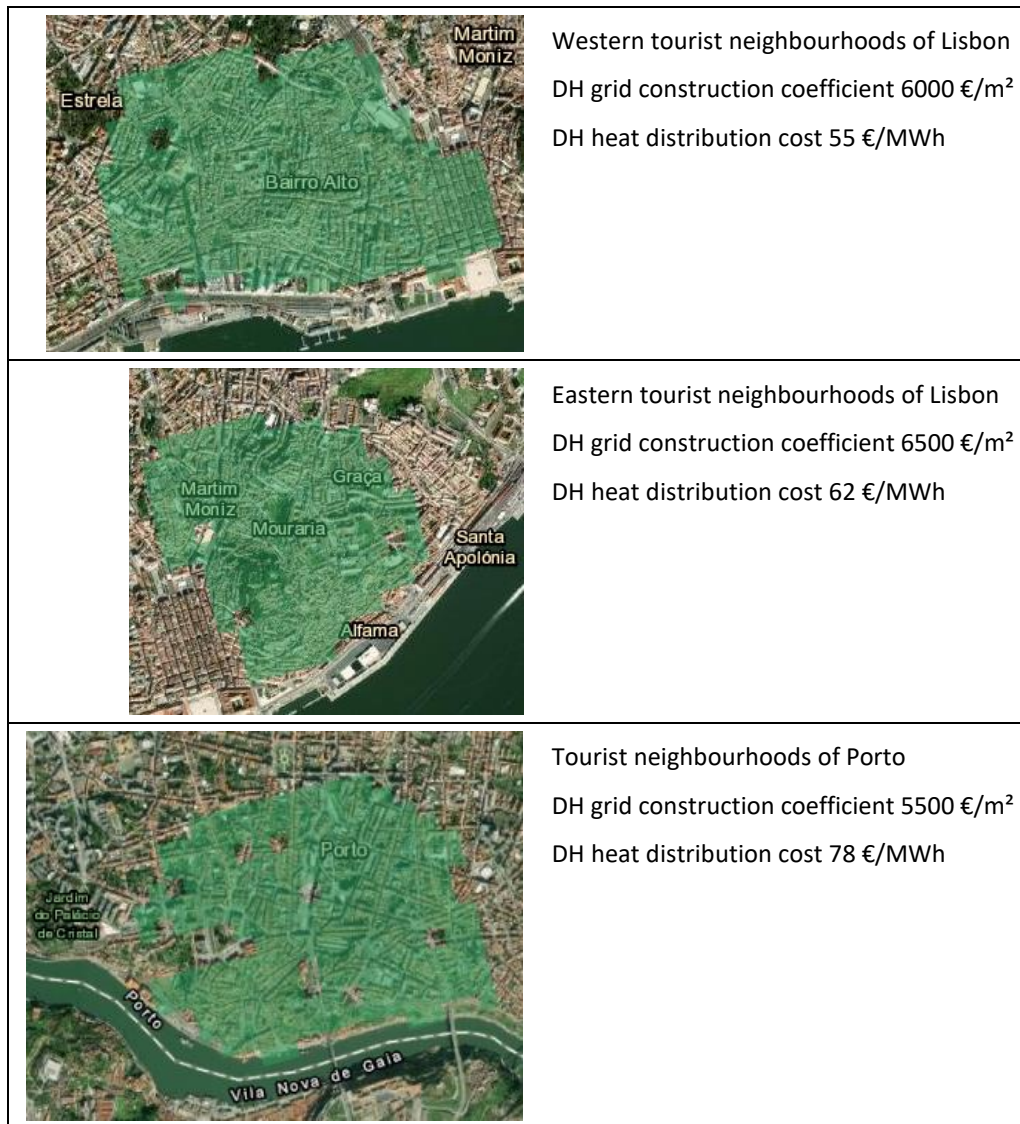 Martim
Moniz
Estrela
Bairro Alto
Western tourist neighbourhoods of Lisbon
DH grid construction coefficient 6000 €/m²
DH heat distribution cost 55 €/MWh
Graça
Martim
Moniz
Mouraria
Santa
Apolónia
Alfama
Eastern tourist neighbourhoods of Lisbon
DH grid construction coefficient 6500 €/m²
DH heat distribution cost 62 €/MWh
Porto
Jardim
do Palácio
de Cristal
Porto
Vila Nova de Gaia
Tourist neighbourhoods of Porto
DH grid construction coefficient 5500 €/m²
DH heat distribution cost 78 €/MWh